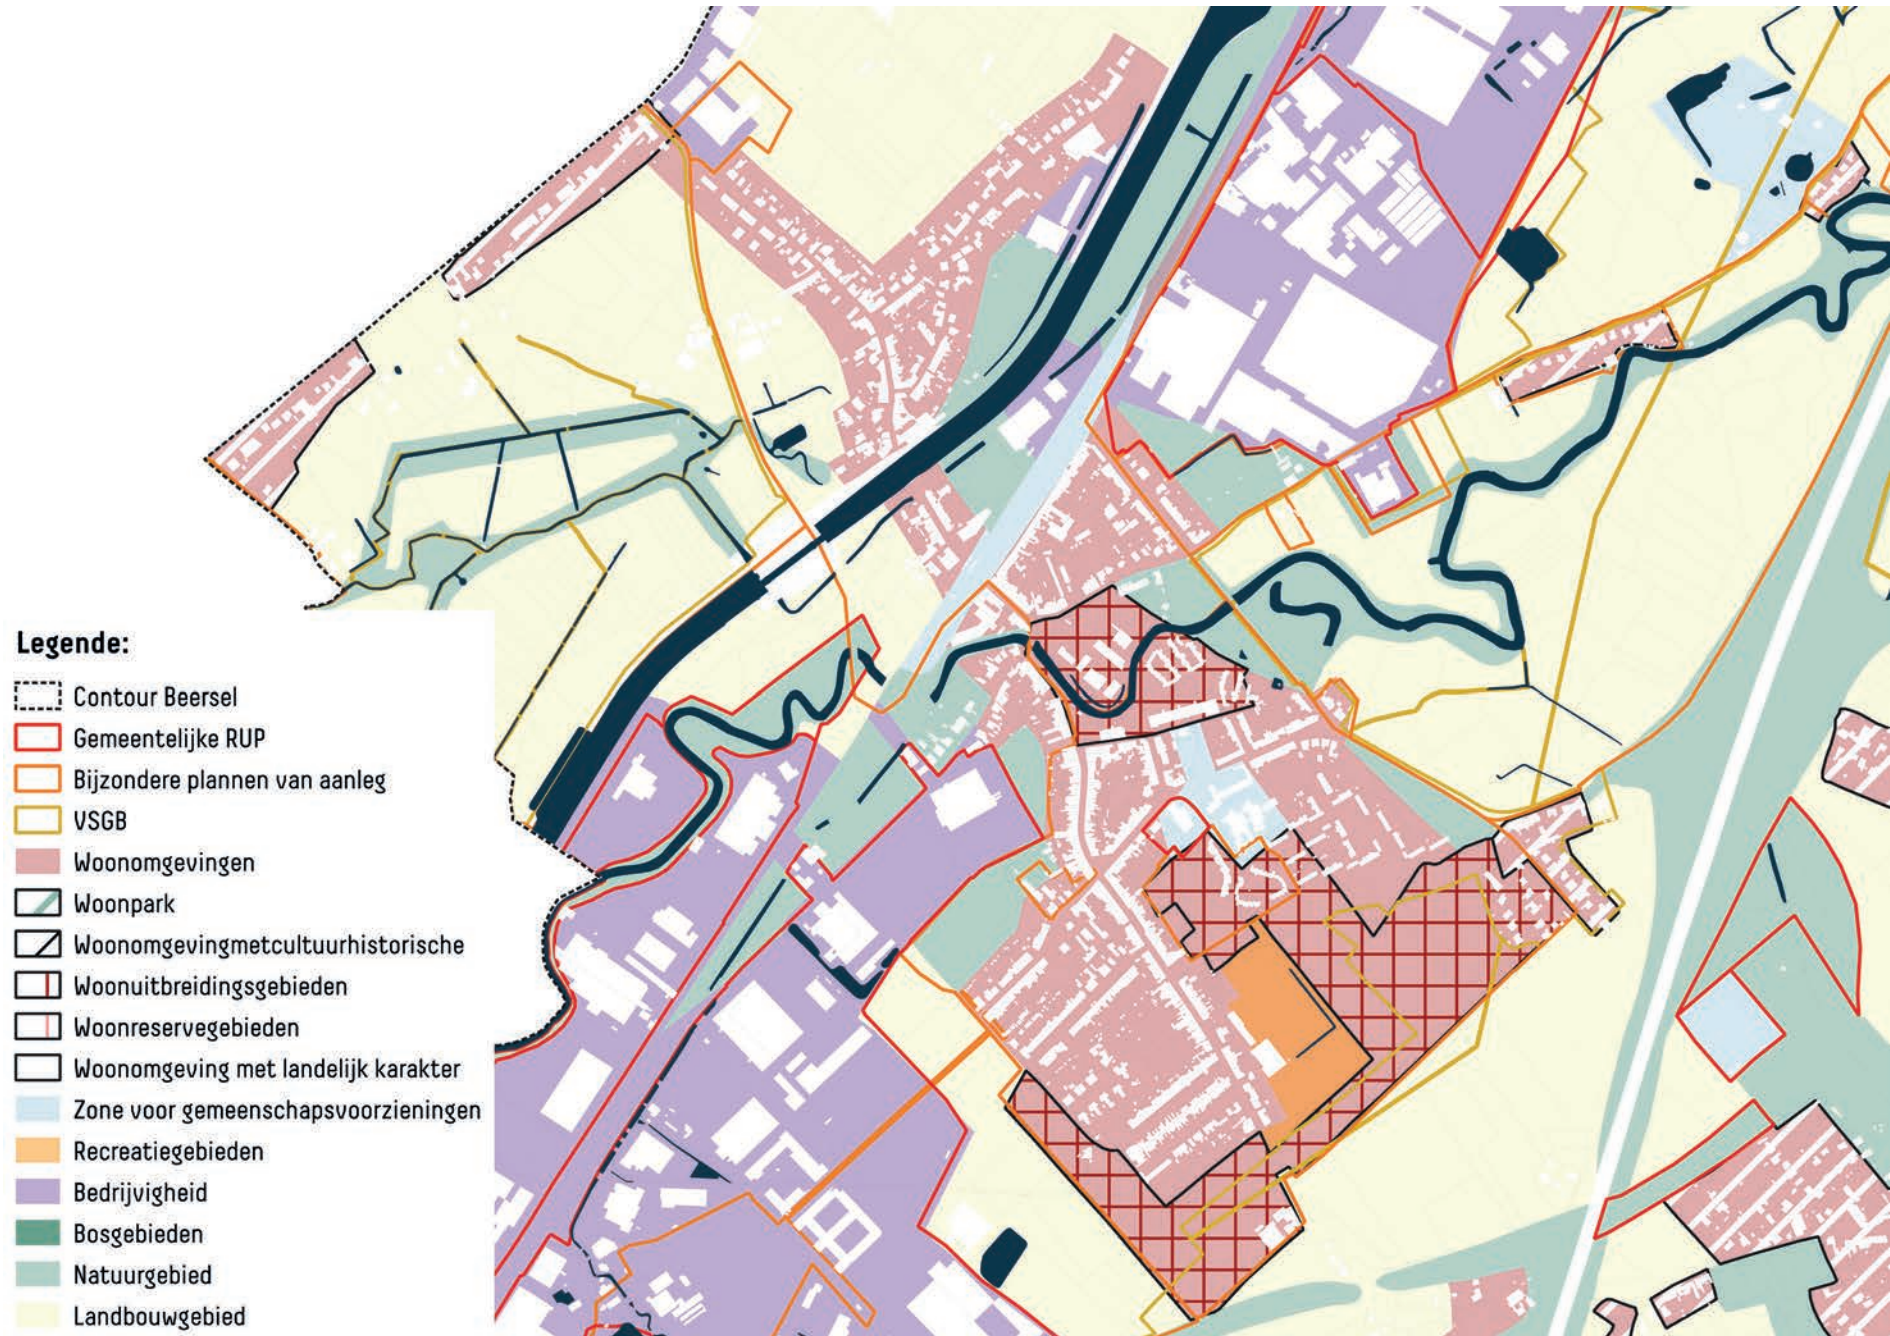 Legende:
Contour Beersel
Gemeentelijke RUP
Bijzondere plannen van aanleg
VSGB
Woonomgevingen
Woonpark
Woonomgevingmetcultuurhistorische
Woonuitbreidingsgebieden
Woonreservegebieden
Woonomgeving met landelijk karakter
Zone voor gemeenschapsvoorzieningen
Recreatiegebieden
Bedrijvigheid
Bosgebieden
Natuurgebied
Landbouwgebied